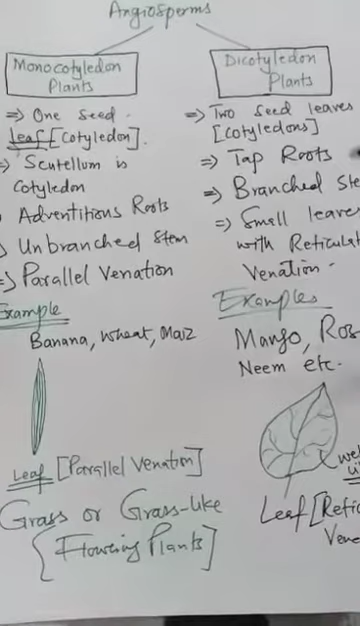 Angiosperms
Monocotyledon
Plants
⇒ One Seed
leaf [Cotyledon].
⇒ Scutellum is
Cotyledon
Adventitious Roots
Unbranched Stem
⇒ Parallel Venation
Example
Banana, wheat, Maiz
Leaf [Parallel Venation]
Grass or Grass-like
{Flowering Plants]
Dicotyledon
Plants
⇒ Two Seed leaves
[Cotyledons]
⇒ Tap Roots
⇒ Branched Ste
⇒ Small leave
with Reticulat
Venation
Examples
Mango, Ros
Neem etc.
Leaf [Retic
Vene